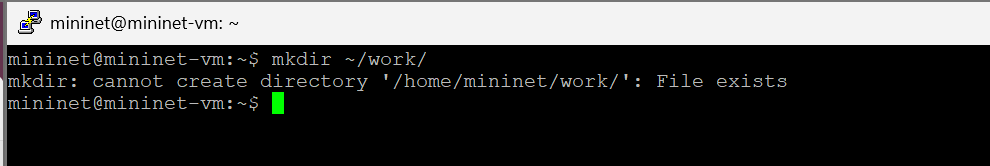 mininet@mininet-vm: ~
mininet@mininet-vm:~$ mkdir ~/work/
mkdir: cannot create directory '/home/mininet/work/': File exists
mininet@mininet-vm:~$